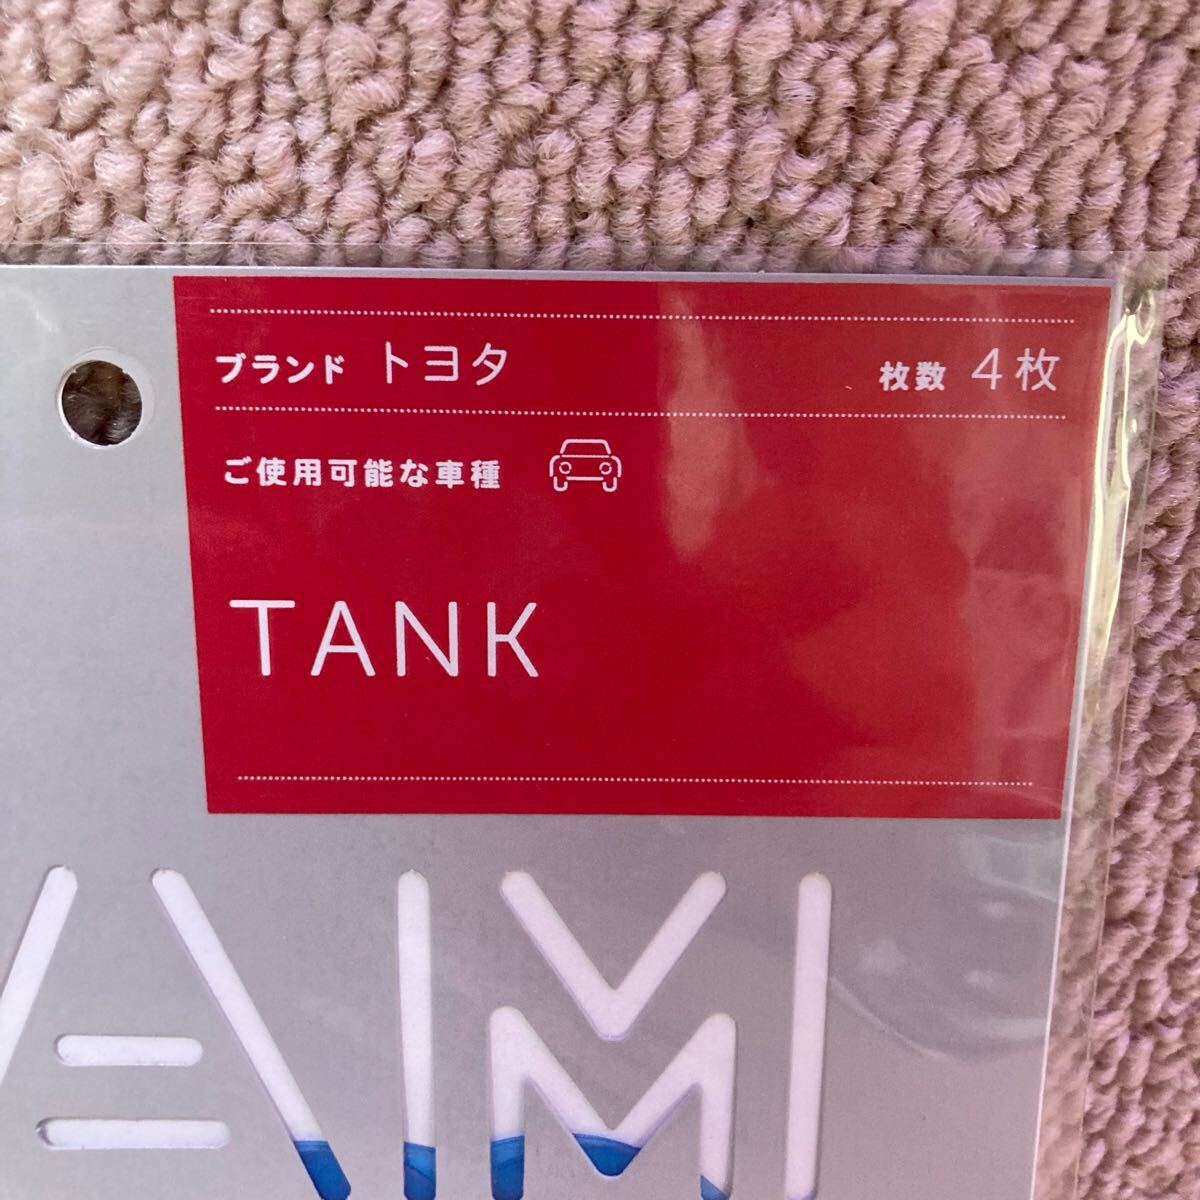 ブランド トヨタ 枚数 4枚
ご使用可能な車種
TANK